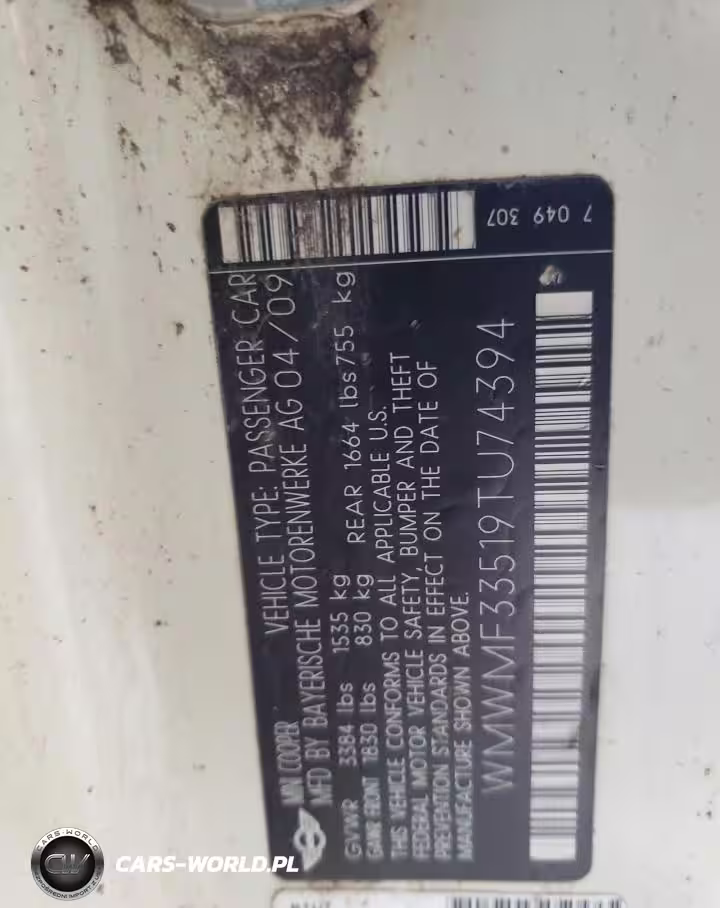 7 049 307
MINI COOPER VEHICLE TYPE: PASSENGER CAR
MFD BY BAYERISCHE MOTORENWERKE AG 04/09
GVWR 3384 lbs 1535 kg
GAWR FRONT 1830 lbs 830 kg REAR 1664 lbs 755 kg
THIS VEHICLE CONFORMS TO ALL APPLICABLE U.S.
FEDERAL MOTOR VEHICLE SAFETY, BUMPER AND THEFT
PREVENTION STANDARDS IN EFFECT ON THE DATE OF
MANUFACTURE SHOWN ABOVE.
WMWMF33519TU74394
CARS-WORLD.PL
CARS-WORLD
CW